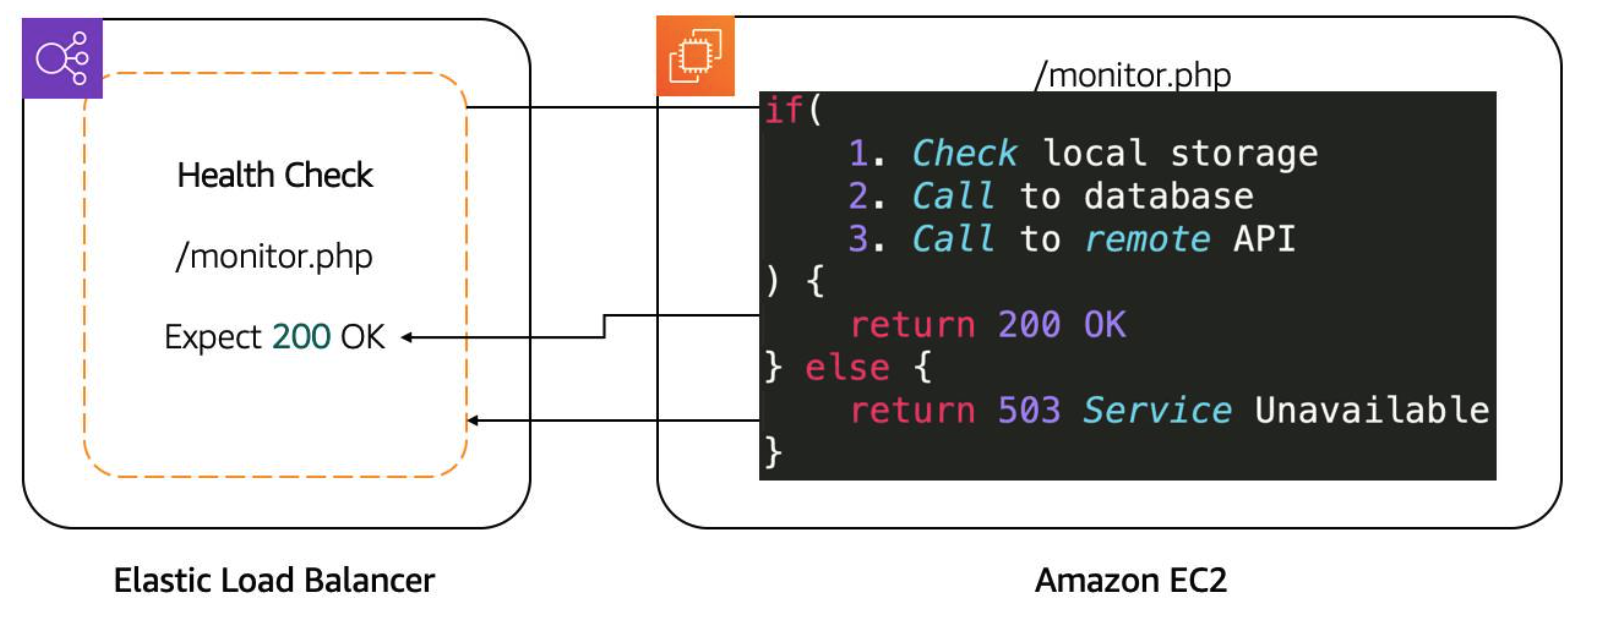 Health Check
/monitor.php
Expect 200 OK
Elastic Load Balancer
/monitor.php
if(
    1. Check local storage
    2. Call to database
    3. Call to remote API
) {
    return 200 OK
} else {
    return 503 Service Unavailable
}
Amazon EC2